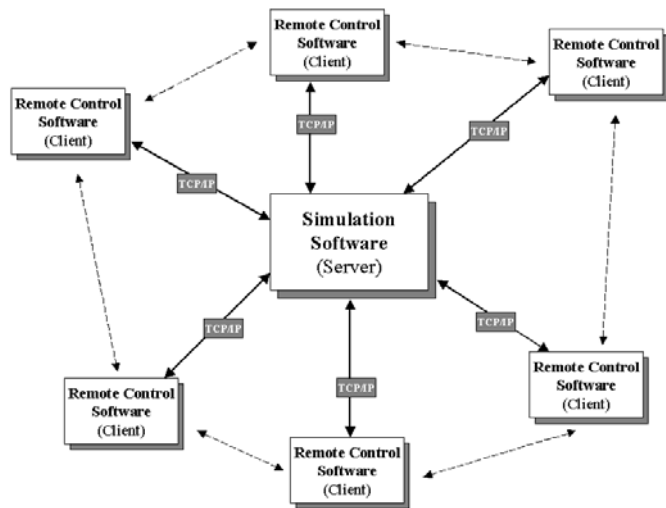 Remote Control
Software
(Client)
Remote Control
Software
(Client)
Remote Control
Software
(Client)
TCP/IP
TCP/IP
TCP/IP
Simulation
Software
(Server)
TCP/IP
TCP/IP
TCP/IP
Remote Control
Software
(Client)
Remote Control
Software
(Client)
Remote Control
Software
(Client)